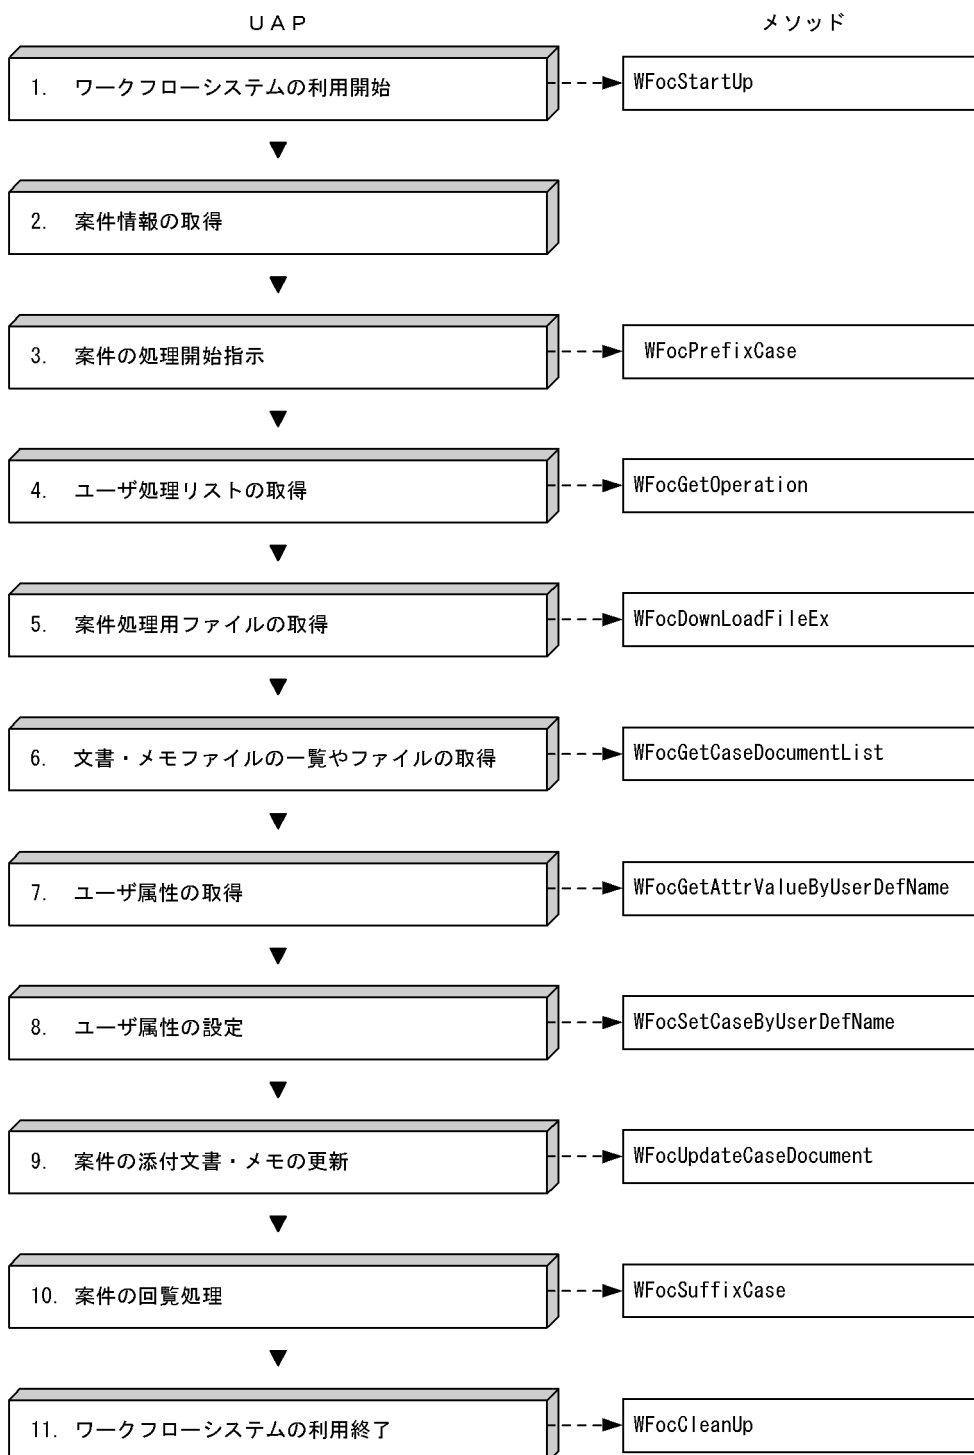 UAP メソッド
1. ワークフローシステムの利用開始 WFocStartUp
2. 案件情報の取得
3. 案件の処理開始指示 WFocPrefixCase
4. ユーザ処理リストの取得 WFocGetOperation
5. 案件処理用ファイルの取得 WFocDownLoadFileEx
6. 文書・メモファイルの一覧やファイルの取得 WFocGetCaseDocumentList
7. ユーザ属性の取得 WFocGetAttrValueByUserDefName
8. ユーザ属性の設定 WFocSetCaseByUserDefName
9. 案件の添付文書・メモの更新 WFocUpdateCaseDocument
10. 案件の回覧処理 WFocSuffixCase
11. ワークフローシステムの利用終了 WFocCleanUp